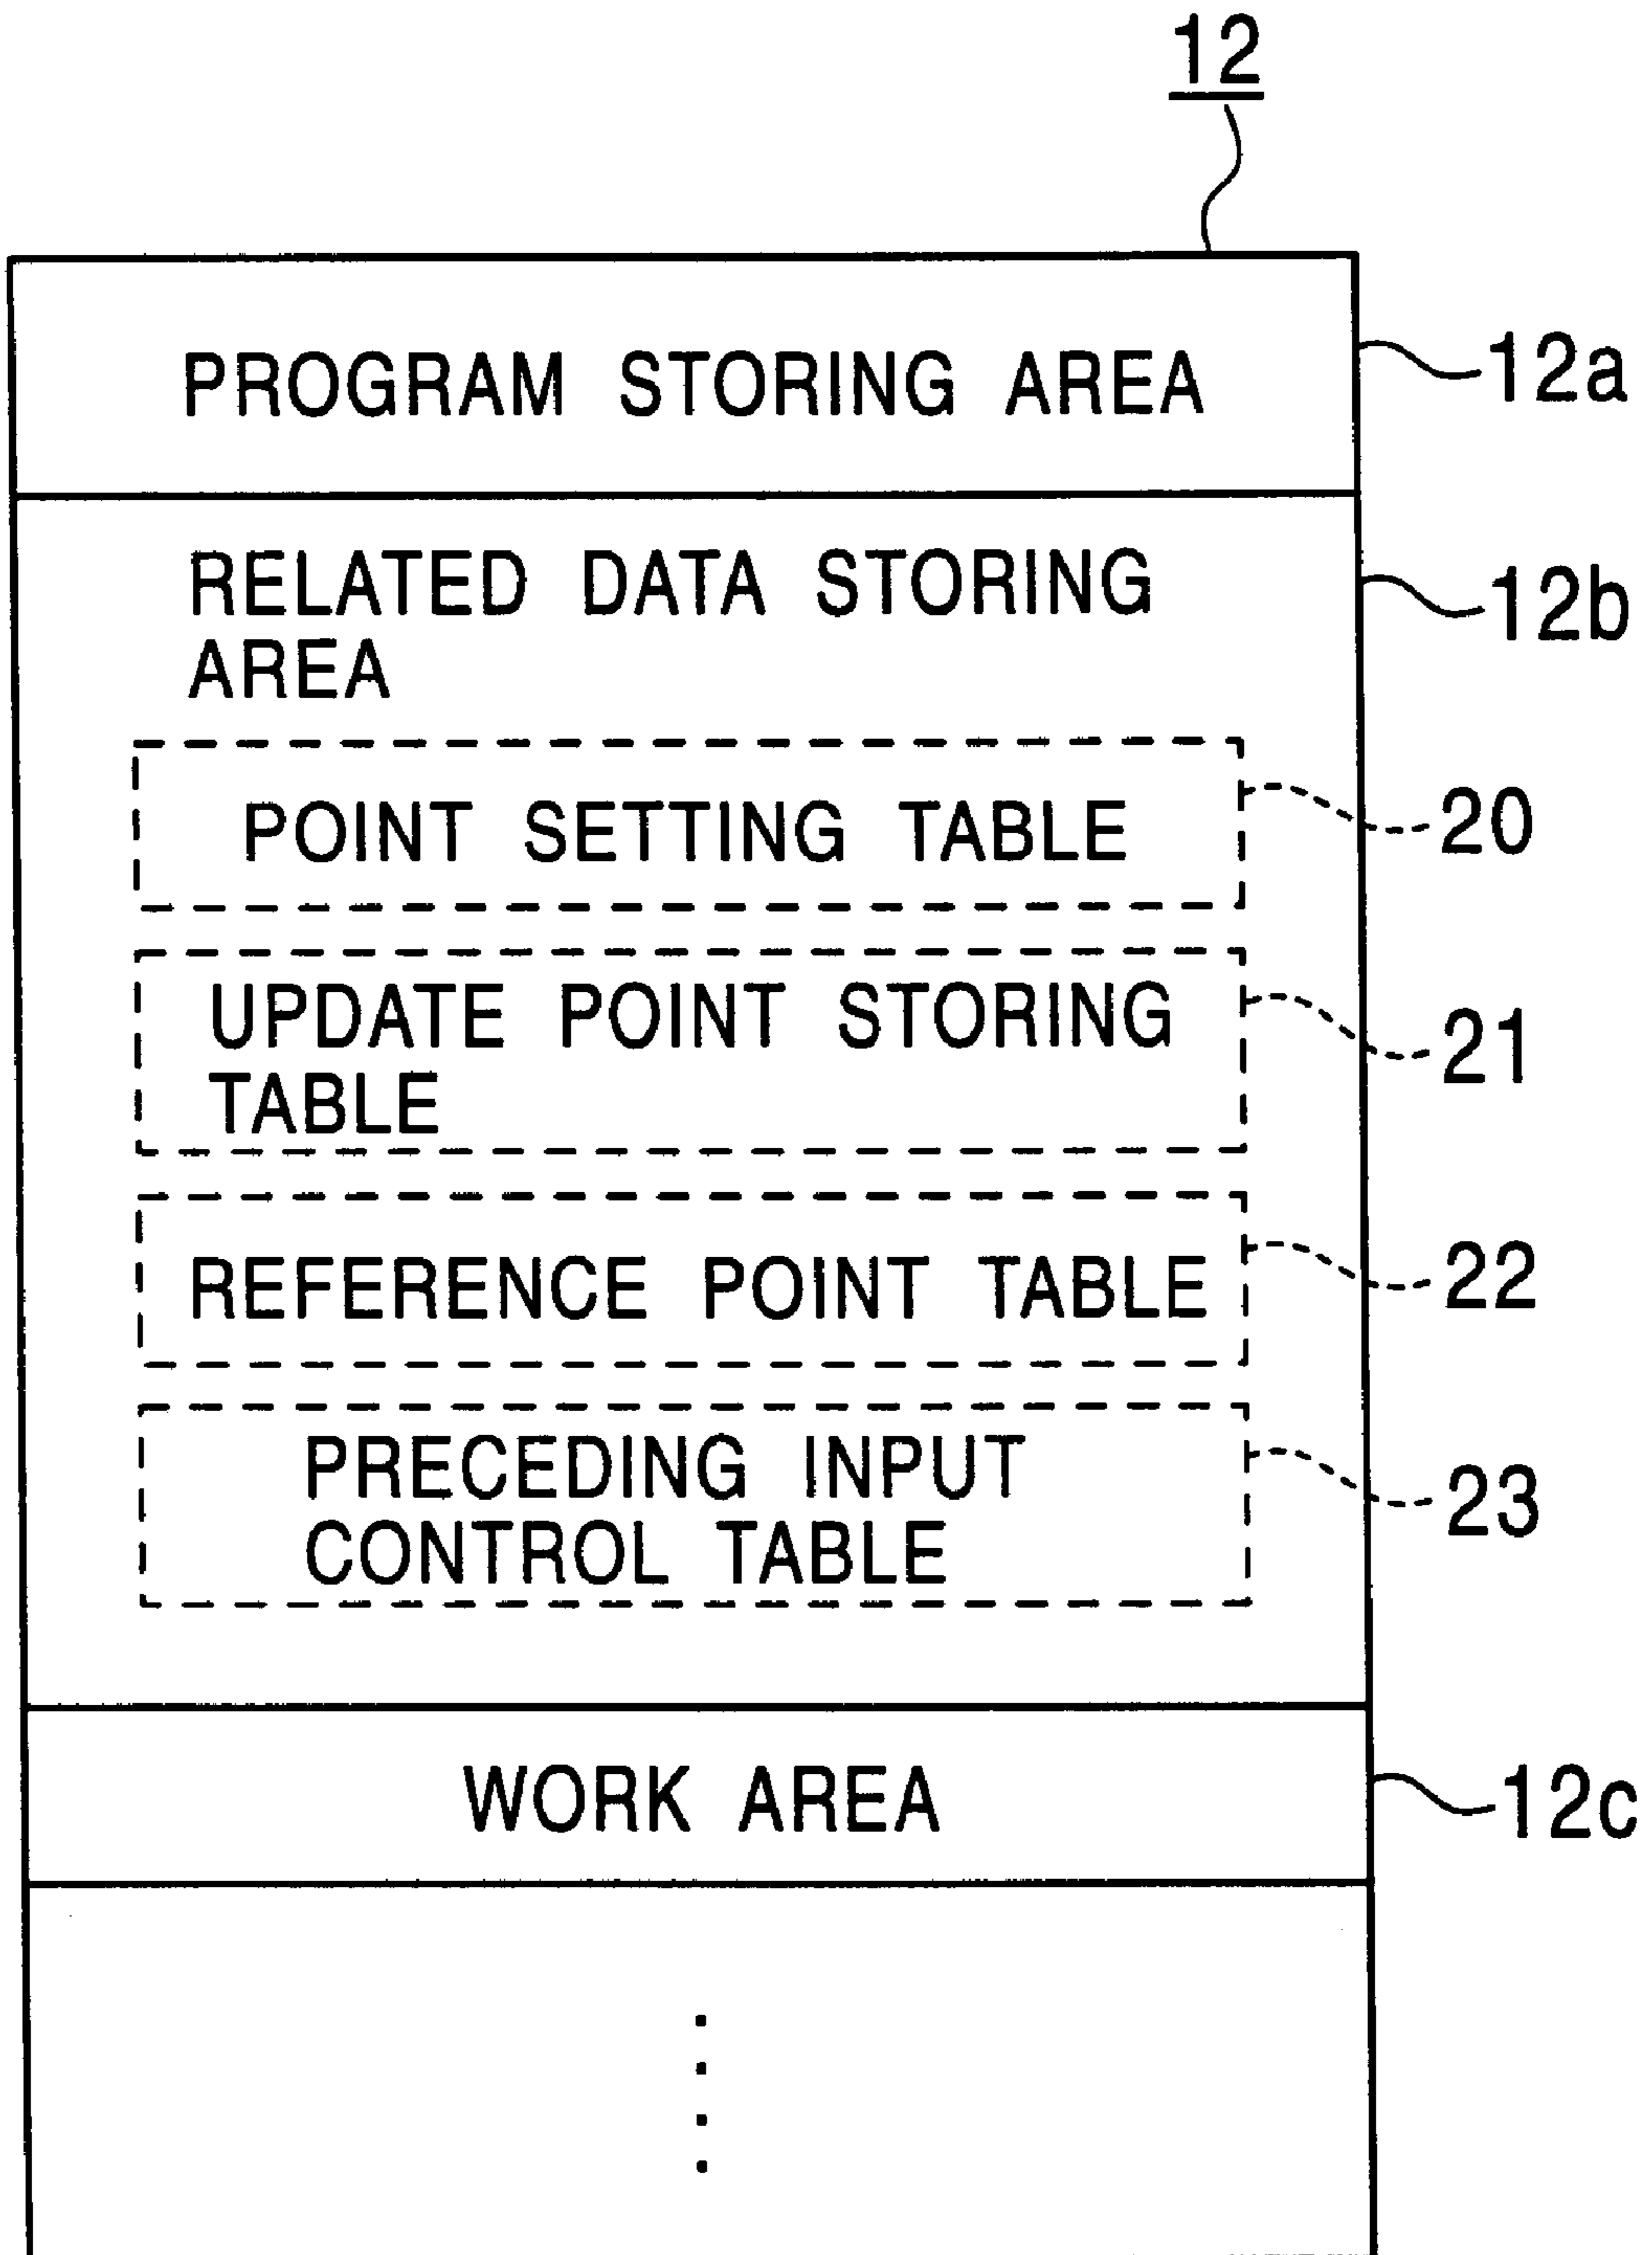 12
PROGRAM STORING AREA
12a
RELATED DATA STORING
AREA
12b
POINT SETTING TABLE
20
UPDATE POINT STORING
TABLE
21
REFERENCE POINT TABLE
22
PRECEDING INPUT
CONTROL TABLE
23
WORK AREA
12c